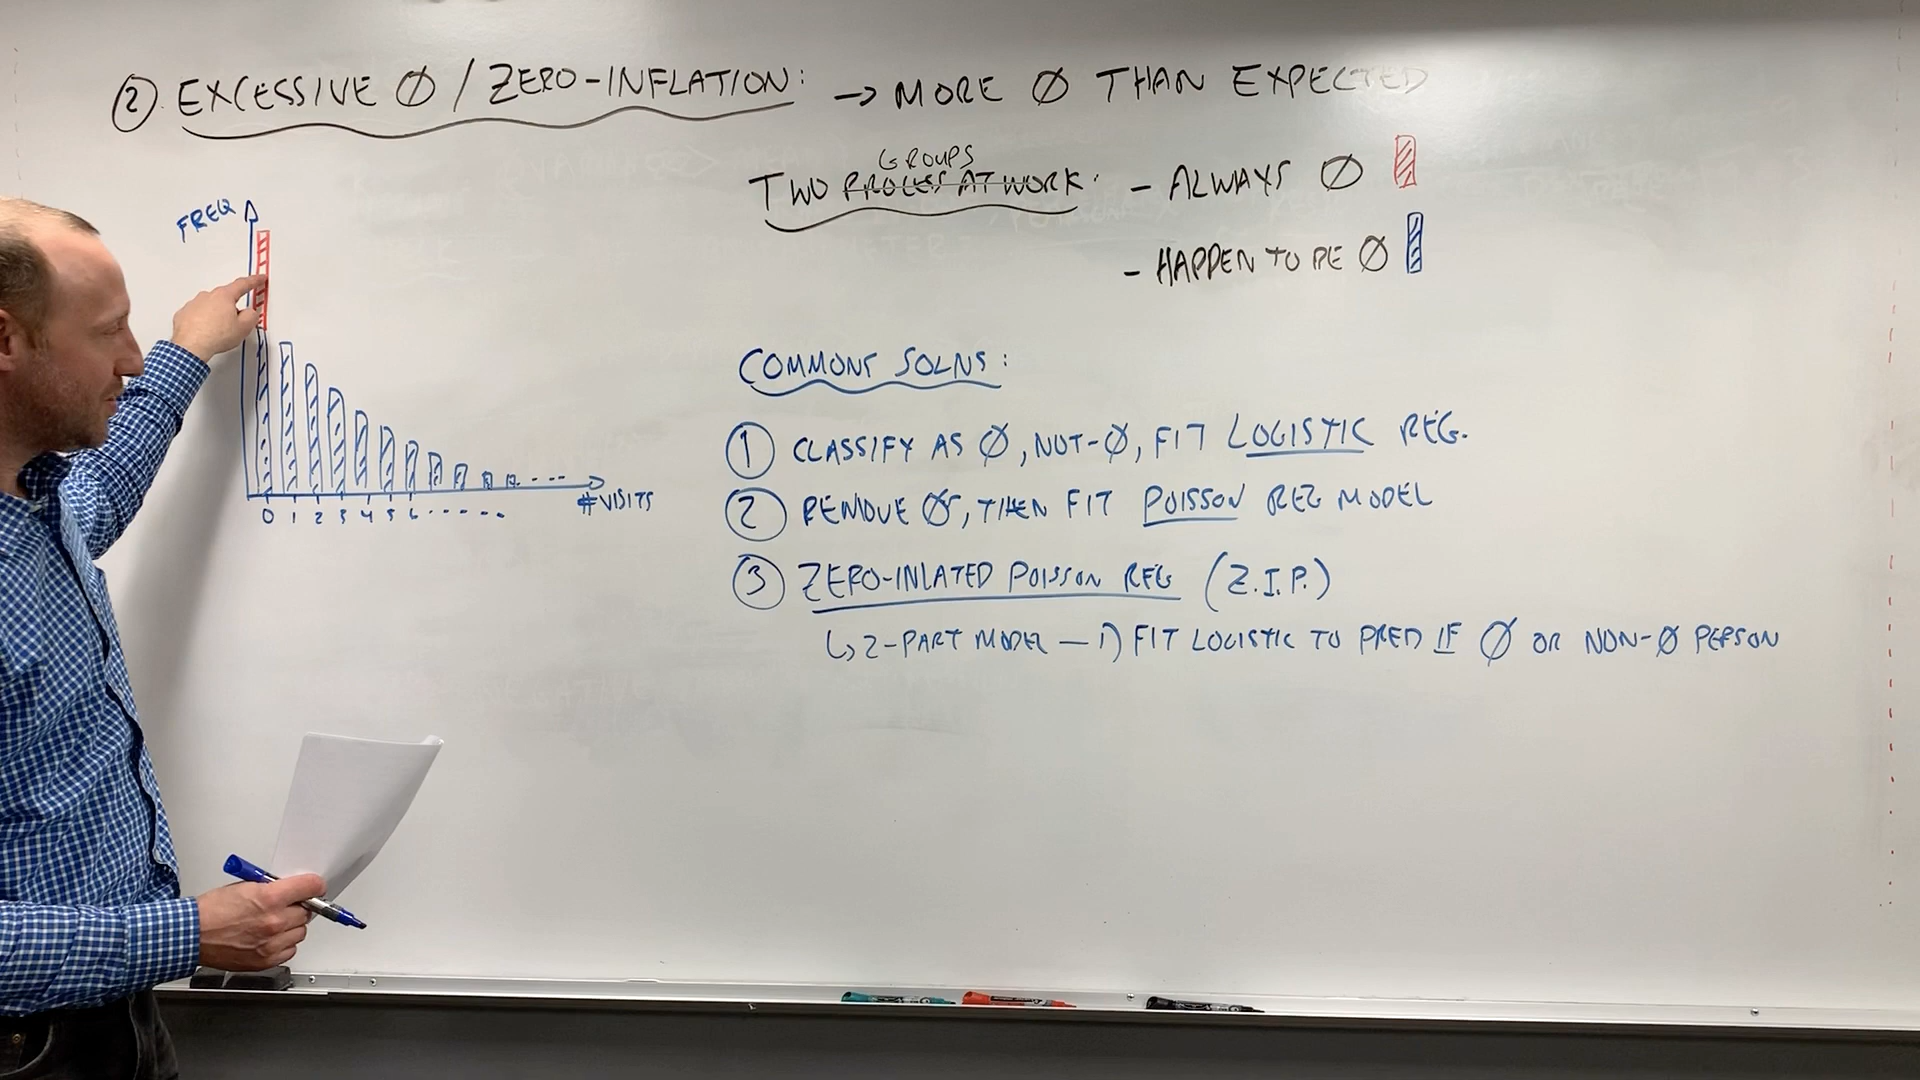 ② EXCESSIVE Ø / ZERO-INFLATION: → MORE Ø THAN EXPECTED
GROUPS
TWO PROCESS AT WORK: - ALWAYS Ø
- HAPPEN TO BE Ø
FREQ
0 1 2 3 4 5 6 ......
#VISITS
COMMONS SOLNS:
① CLASSIFY AS Ø, NOT-Ø, FIT LOGISTIC REG.
② REMOVE Øs, THEN FIT POISSON REG MODEL
③ ZERO-INLATED POISSON REG (Z.I.P.)
↳ 2-PART MODEL — 1) FIT LOGISTIC TO PRED IF Ø OR NON-Ø PERSON